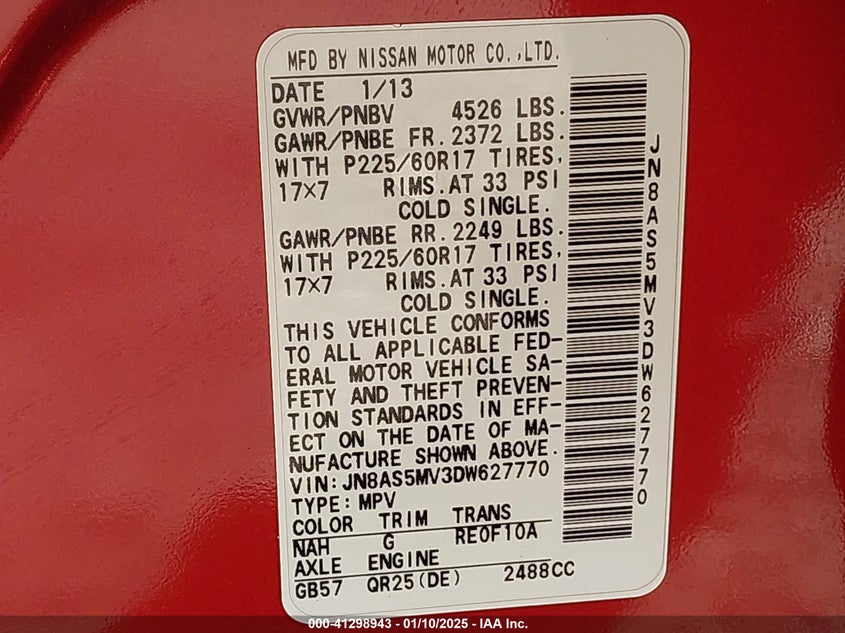 MFD BY NISSAN MOTOR CO.,LTD.
DATE 1/13
GVWR/PNBV 4526 LBS.
GAWR/PNBE FR. 2372 LBS.
WITH P225/60R17 TIRES,
17X7 RIMS.AT 33 PSI
COLD SINGLE.
GAWR/PNBE RR. 2249 LBS.
WITH P225/60R17 TIRES,
17X7 RIMS.AT 33 PSI
COLD SINGLE.
THIS VEHICLE CONFORMS
TO ALL APPLICABLE FED-
ERAL MOTOR VEHICLE SA-
FETY AND THEFT PREVEN-
TION STANDARDS IN EFF-
ECT ON THE DATE OF MA-
NUFACTURE SHOWN ABOVE.
VIN:JN8AS5MV3DW627770
TYPE:MPV
COLOR TRIM TRANS
NAH G RE0F10A
AXLE ENGINE
GB57 QR25(DE) 2488CC
JN8AS5MV3DW627770
000-41298943 - 01/10/2025 - IAA Inc.